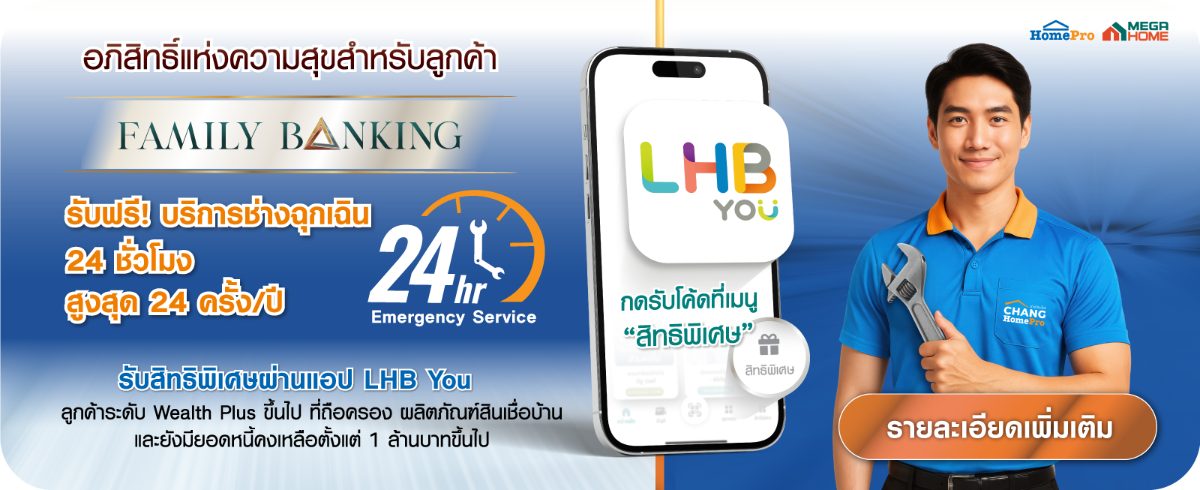 อภิสิทธิ์แห่งความสุขสำหรับลูกค้า
FAMILY BANKING
รับฟรี! บริการช่างฉุกเฉิน
24 ชั่วโมง
สูงสุด 24 ครั้ง/ปี
24hr
Emergency Service
รับสิทธิพิเศษผ่านแอป LHB You
ลูกค้าระดับ Wealth Plus ขึ้นไป ที่ถือครอง ผลิตภัณฑ์สินเชื่อบ้าน
และยังมียอดหนี้คงเหลือตั้งแต่ 1 ล้านบาทขึ้นไป
LHB
YOU
กดรับโค้ดที่เมนู
“สิทธิพิเศษ”
สิทธิพิเศษ
HomePro
MEGA
HOME
CHANG
HomePro
รายละเอียดเพิ่มเติม